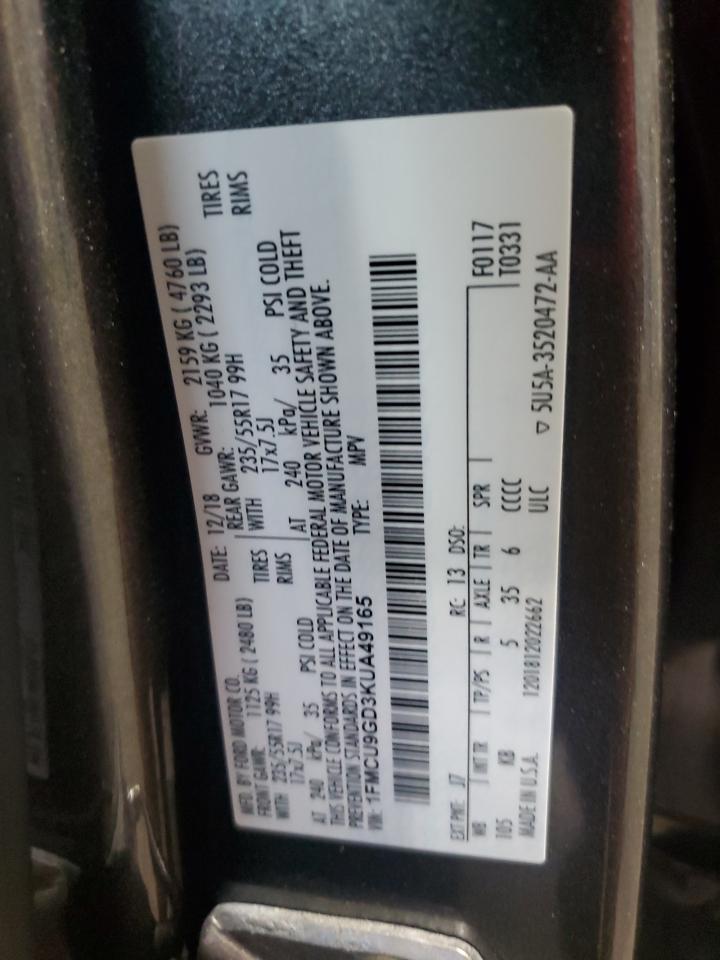 MFD. BY FORD MOTOR CO.
DATE: 12/18 GVWR: 2159 KG ( 4760 LB)
FRONT GAWR: 1125 KG ( 2480 LB) REAR GAWR: 1040 KG ( 2293 LB)
WITH 235/55R17 99H TIRES WITH 235/55R17 99H TIRES
17x7.5J RIMS 17x7.5J RIMS
AT 240 kPa/ 35 PSI COLD AT 240 kPa/ 35 PSI COLD
THIS VEHICLE CONFORMS TO ALL APPLICABLE FEDERAL MOTOR VEHICLE SAFETY AND THEFT
PREVENTION STANDARDS IN EFFECT ON THE DATE OF MANUFACTURE SHOWN ABOVE.
VIN: 1FMCU9GD3KUA49165 TYPE: MPV
EXT PNT: J7 RC: 13 DSO: F0117
WB INT TR TP/PS R AXLE TR SPR T0331
105 KB 5 35 6 CCCC
MADE IN U.S.A. 1201812022662 ULC
▽ 5U5A-3520472-AA